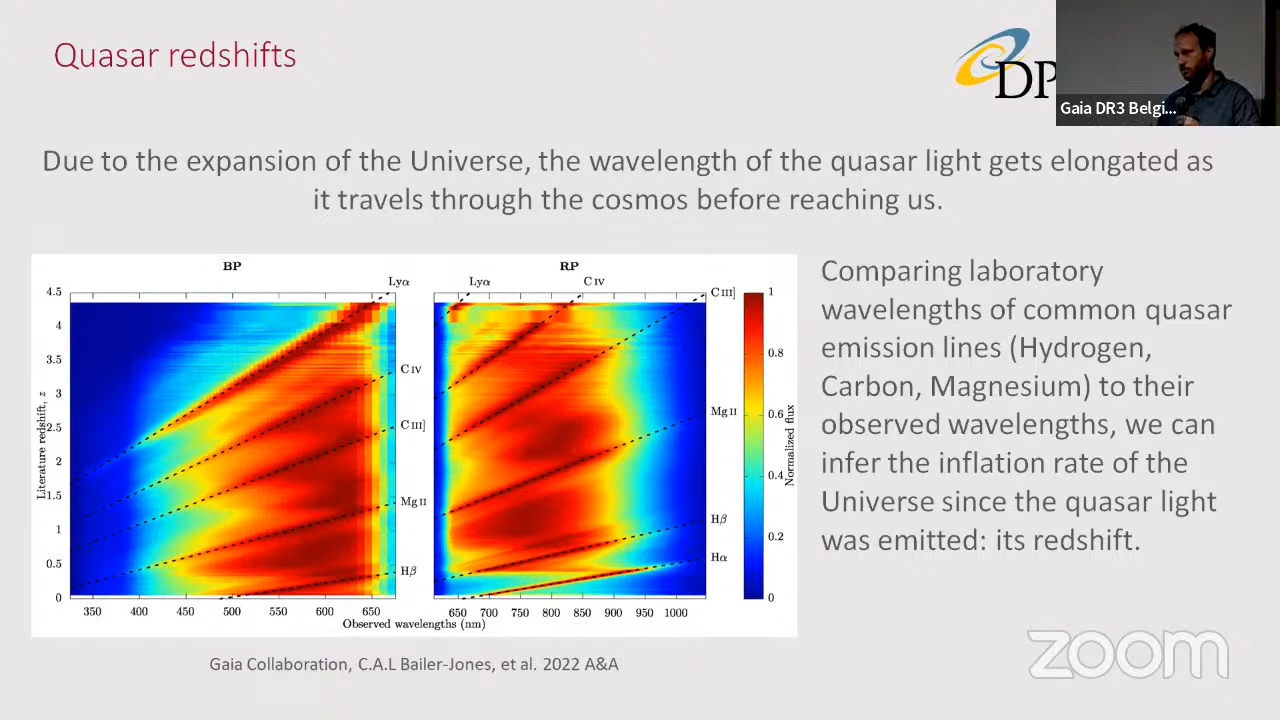 Quasar redshifts
DP
Gaia DR3 Belgi...
Due to the expansion of the Universe, the wavelength of the quasar light gets elongated as
it travels through the cosmos before reaching us.
BP
RP
Lyα
Lyα
C IV
C III]
4.5
4
3.5
3
2.5
2
1.5
1
0.5
0
Literature redshift, z
C IV
C III]
Mg II
Hβ
Mg II
Hβ
Hα
1
0.8
0.6
0.4
0.2
0
Normalized flux
350 400 450 500 550 600 650
650 700 750 800 850 900 950 1000
Observed wavelengths (nm)
Gaia Collaboration, C.A.L Bailer-Jones, et al. 2022 A&A
Comparing laboratory
wavelengths of common quasar
emission lines (Hydrogen,
Carbon, Magnesium) to their
observed wavelengths, we can
infer the inflation rate of the
Universe since the quasar light
was emitted: its redshift.
zoom